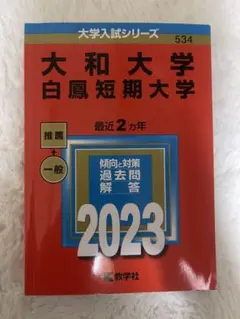 大学入試シリーズ
534
大和大学
白鳳短期大学
最近2ヵ年
推薦
+
一般
傾向と対策
過去問
解答
2023
教学社